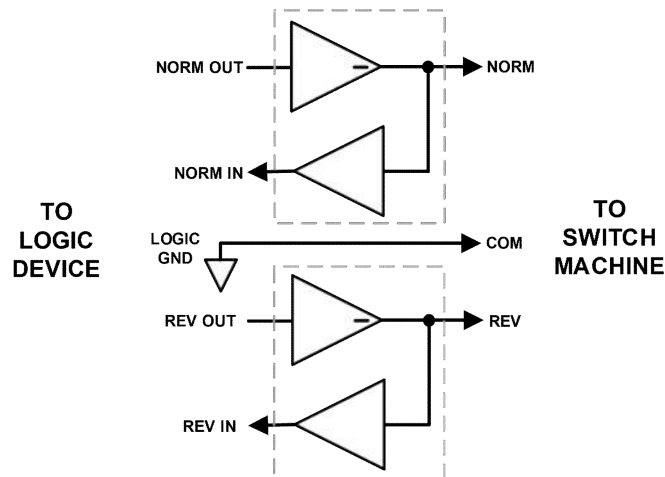 NORM OUT
NORM
NORM IN
TO
LOGIC
DEVICE
LOGIC
GND
COM
TO
SWITCH
MACHINE
REV OUT
REV
REV IN